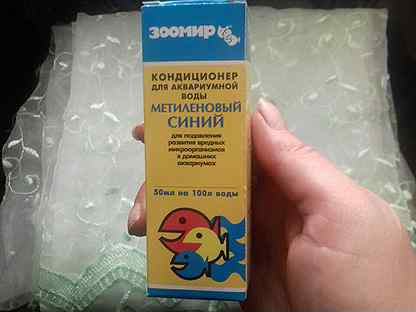 ЗООМИР
КОНДИЦИОНЕР
ДЛЯ АКВАРИУМНОЙ
ВОДЫ
МЕТИЛЕНОВЫЙ
СИНИЙ
для подавления
развития вредных
микроорганизмов
в домашних
аквариумах
50мл на 100л воды